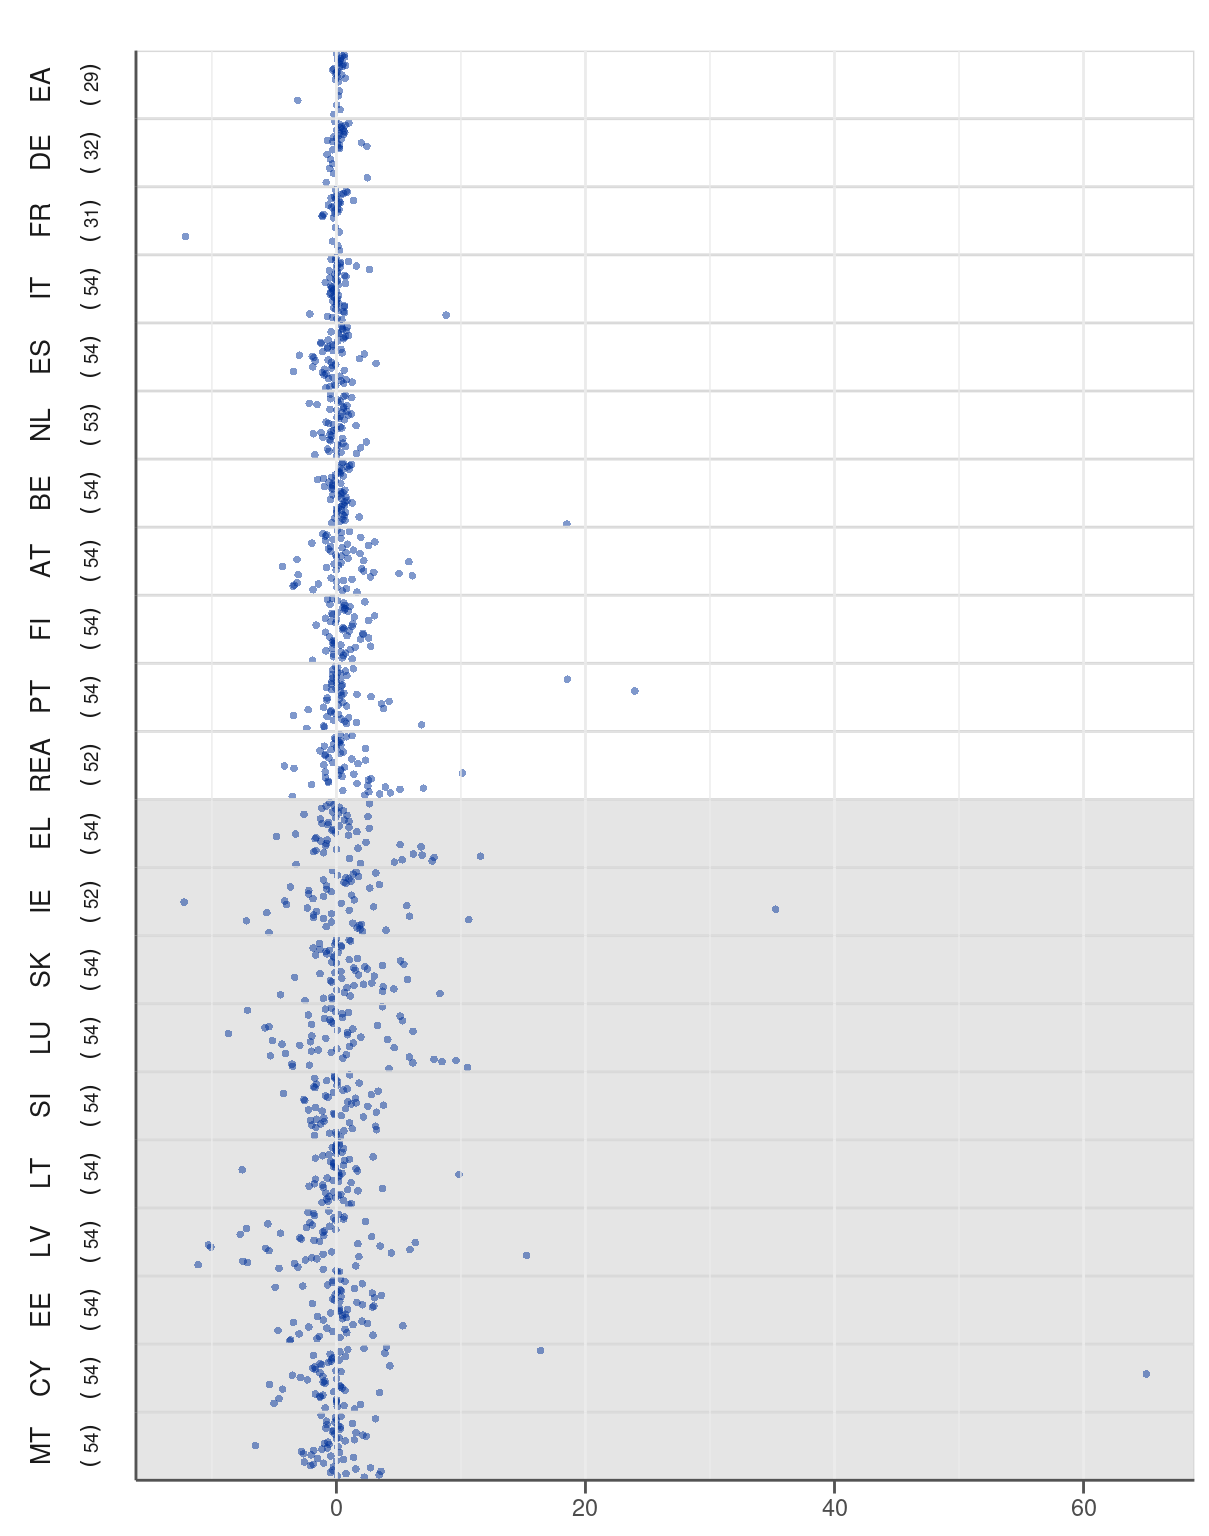 EA ( 29)
DE ( 32)
FR ( 31)
IT ( 54)
ES ( 54)
NL ( 53)
BE ( 54)
AT ( 54)
FI ( 54)
PT ( 54)
REA ( 52)
EL ( 54)
IE ( 52)
SK ( 54)
LU ( 54)
SI ( 54)
LT ( 54)
LV ( 54)
EE ( 54)
CY ( 54)
MT ( 54)
0 20 40 60